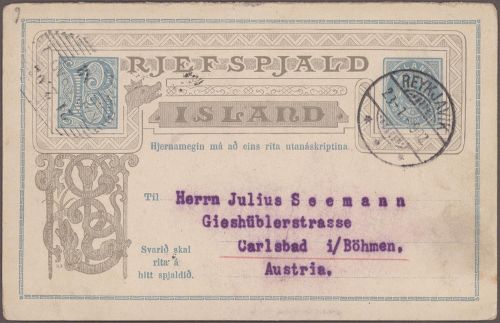 BRJEFSPJALD
ÍSLAND
REYKJAVIK
Hjernamegin má að eins rita utanáskriptina.
Til
Herrn Julius Seemann
Gieshüblerstrasse
Carlsbad i/Böhmen.
Austria.
Svarið skal
rita á
hitt spjaldið.